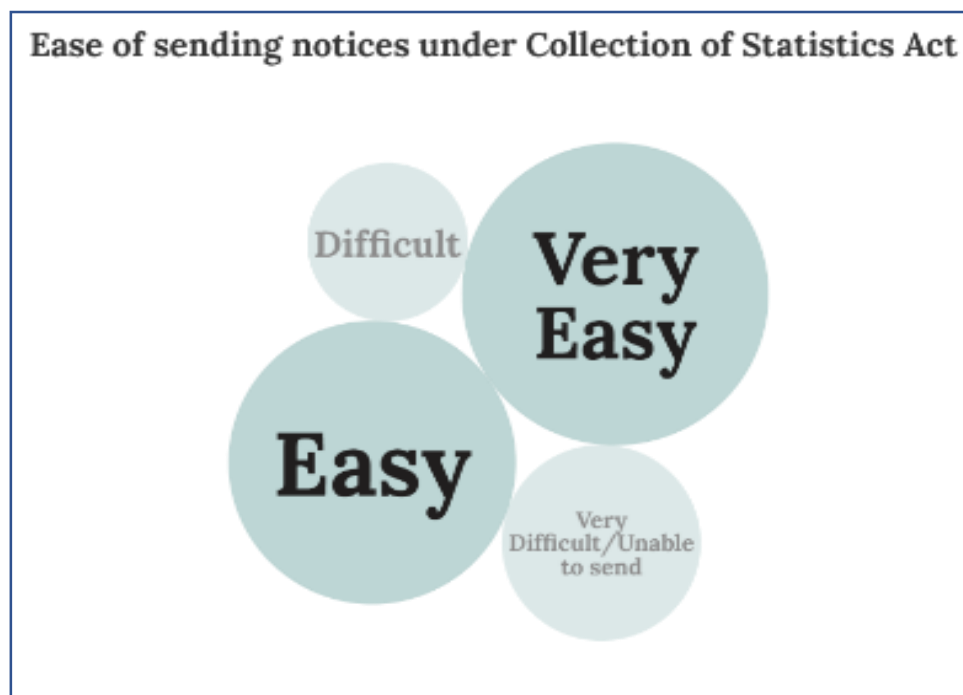 Ease of sending notices under Collection of Statistics Act
Difficult
Very
Easy
Easy
Very
Difficult/Unable
to send